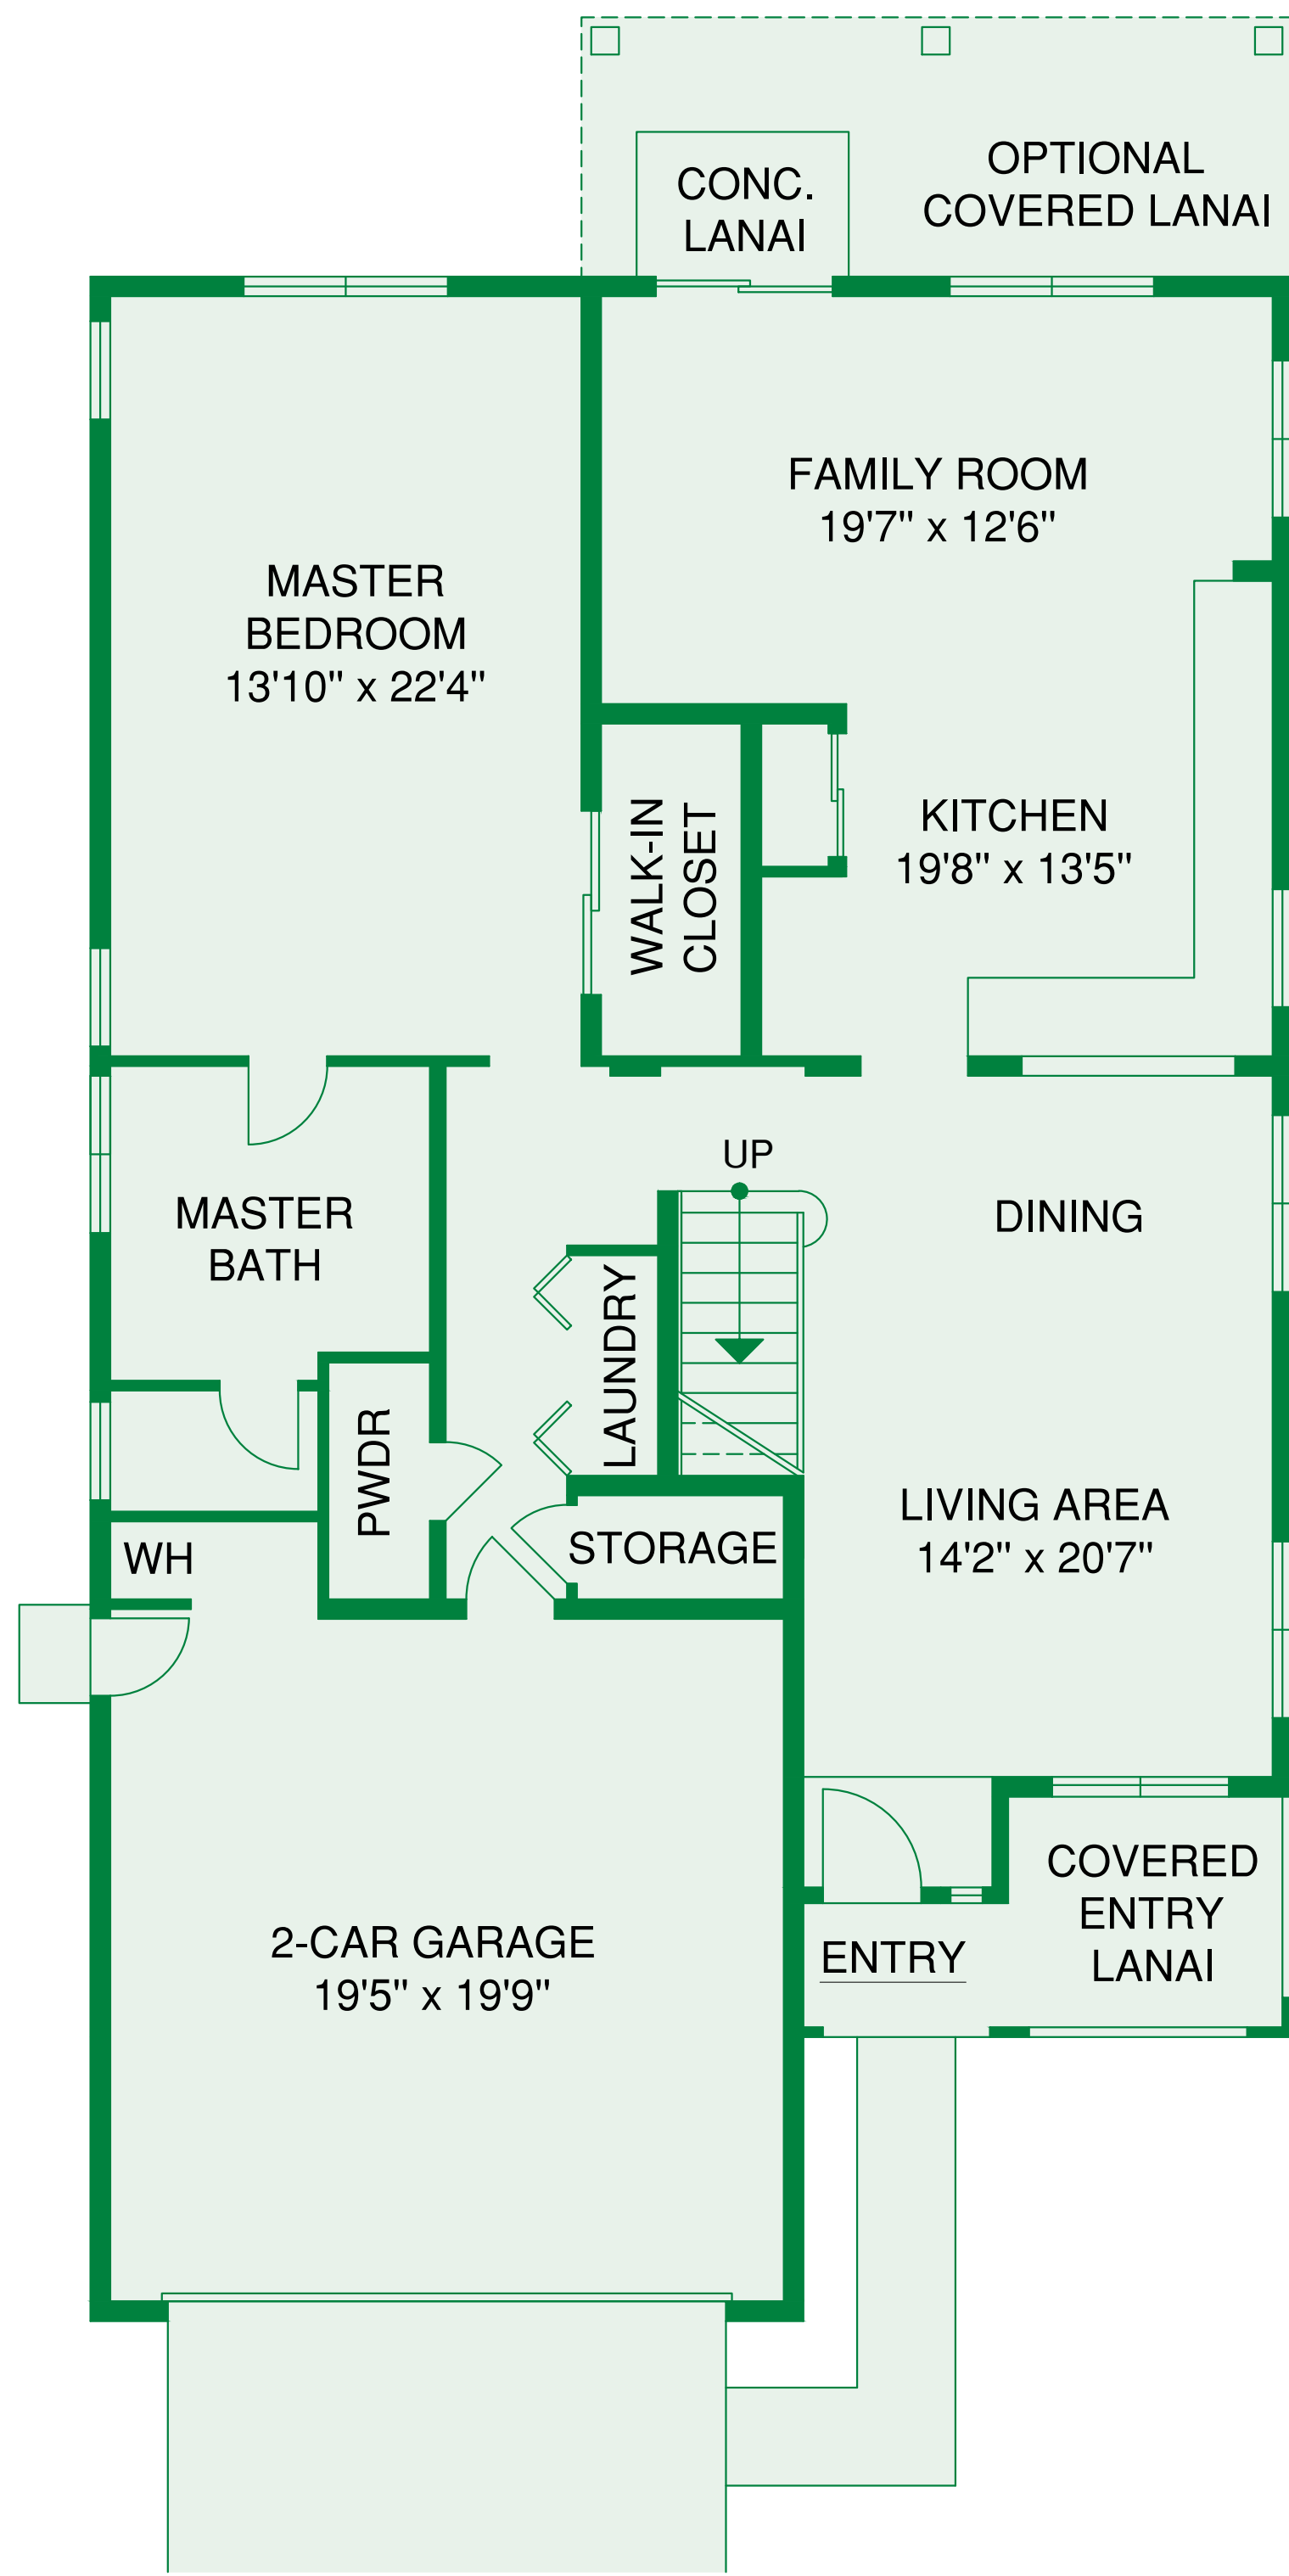 OPTIONAL
COVERED LANAI
CONC.
LANAI
FAMILY ROOM
19'7" x 12'6"
MASTER
BEDROOM
13'10" x 22'4"
WALK-IN
CLOSET
KITCHEN
19'8" x 13'5"
UP
DINING
MASTER
BATH
LAUNDRY
PWDR
LIVING AREA
14'2" x 20'7"
STORAGE
WH
COVERED
ENTRY
LANAI
2-CAR GARAGE
19'5" x 19'9"
ENTRY